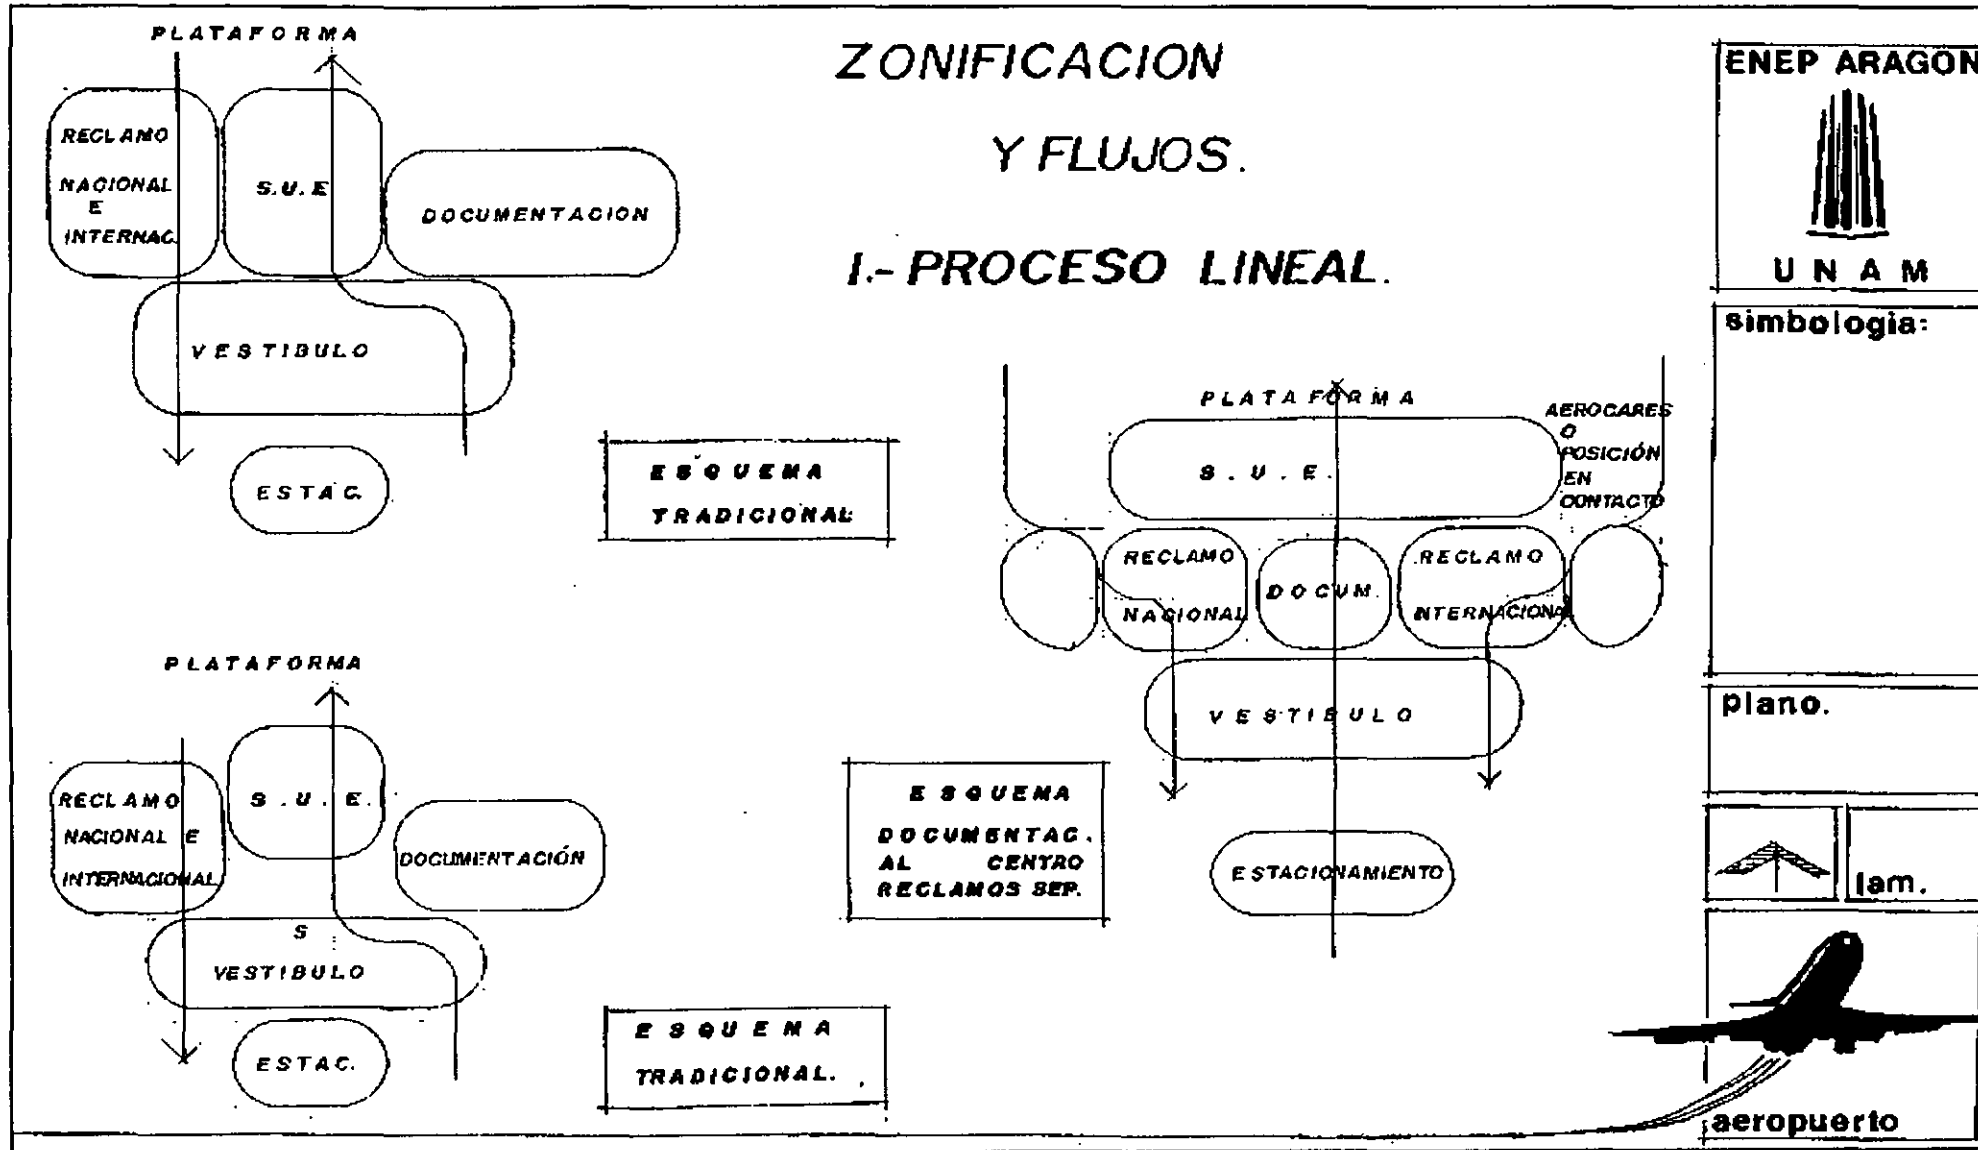 ZONIFICACION
Y FLUJOS.
I.- PROCESO LINEAL.
PLATAFORMA
RECLAMO
NACIONAL
E
INTERNAC.
S.U.E
DOCUMENTACION
VESTIBULO
ESTAC.
ESQUEMA
TRADICIONAL
PLATAFORMA
RECLAMO
NACIONAL E
INTERNACIONAL
S.U.E.
DOCUMENTACIÓN
S
VESTIBULO
ESTAC.
ESQUEMA
TRADICIONAL.
PLATAFORMA
AEROCARES
O
POSICIÓN
EN
CONTACTO
S.U.E.
RECLAMO
NACIONAL
DOCUM.
RECLAMO
INTERNACIONAL
VESTIBULO
ESTACIONAMIENTO
ESQUEMA
DOCUMENTAC.
AL CENTRO
RECLAMOS SEP.
ENEP ARAGON
UNAM
simbologia:
plano.
lam.
aeropuerto